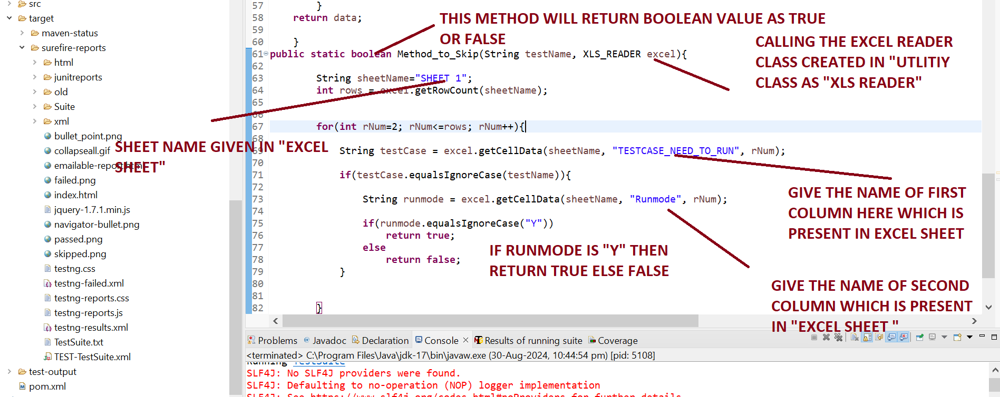 src
target
maven-status
surefire-reports
html
junitreports
old
Suite
xml
bullet_point.png
collapseall.gif
emailable-report.html
failed.png
index.html
jquery-1.7.1.min.js
navigator-bullet.png
passed.png
skipped.png
testng.css
testng-failed.xml
testng-reports.css
testng-reports.js
testng-results.xml
TestSuite.txt
TEST-TestSuite.xml
test-output
pom.xml
57 }
58 return data;
59
60 }
61 public static boolean Method_to_Skip(String testName, XLS_READER excel){
62
63 String sheetName="SHEET 1";
64 int rows = excel.getRowCount(sheetName);
65
66
67 for(int rNum=2; rNum<=rows; rNum++){
68
69 String testCase = excel.getCellData(sheetName, "TESTCASE_NEED_TO_RUN", rNum);
70
71 if(testCase.equalsIgnoreCase(testName)){
72
73 String runmode = excel.getCellData(sheetName, "Runmode", rNum);
74
75 if(runmode.equalsIgnoreCase("Y"))
76 return true;
77 else
78 return false;
79 }
80
81
82 }
THIS METHOD WILL RETURN BOOLEAN VALUE AS TRUE
OR FALSE
CALLING THE EXCEL READER
CLASS CREATED IN "UTLITIY
CLASS AS "XLS READER"
SHEET NAME GIVEN IN "EXCEL
SHEET"
GIVE THE NAME OF FIRST
COLUMN HERE WHICH IS
PRESENT IN EXCEL SHEET
IF RUNMODE IS "Y" THEN
RETURN TRUE ELSE FALSE
GIVE THE NAME OF SECOND
COLUMN WHICH IS PRESENT
IN "EXCEL SHEET "
Problems @ Javadoc Declaration Console Results of running suite Coverage
<terminated> C:\Program Files\Java\jdk-17\bin\javaw.exe (30-Aug-2024, 10:44:54 pm) [pid: 5108]
Running TestSuite
SLF4J: No SLF4J providers were found.
SLF4J: Defaulting to no-operation (NOP) logger implementation
SLF4J: See https://www.slf4j.org/codes.html#noProviders for further details